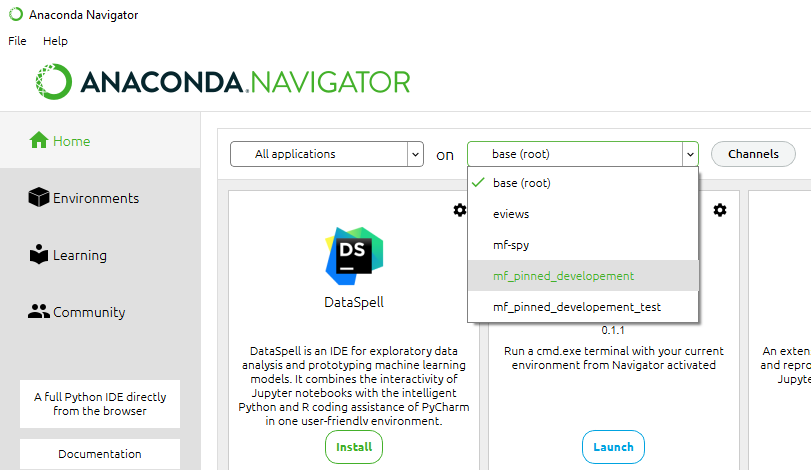 Anaconda Navigator
File Help
ANACONDA.NAVIGATOR
Home
All applications on base (root) Channels
base (root)
eviews
mf-spy
mf_pinned_developement
mf_pinned_developement_test
Environments
Learning
Community
A full Python IDE directly
from the browser
Documentation
DS
DataSpell
DataSpell is an IDE for exploratory data
analysis and prototyping machine learning
models. It combines the interactivity of
Jupyter notebooks with the intelligent
Python and R coding assistance of PyCharm
in one user-friendly environment.
Install
0.1.1
Run a cmd.exe terminal with your current
environment from Navigator activated
Launch
An exten
and repro
Jupyte